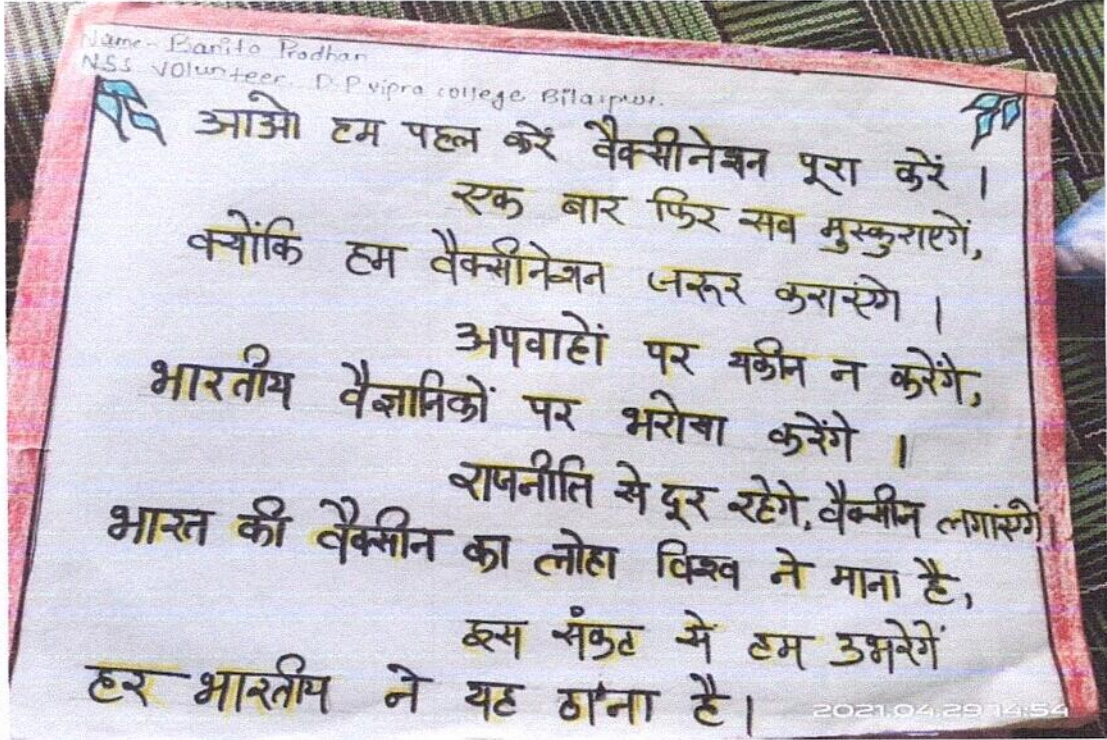 Name- Banita Pradhan
NSS Volunteer. D.P vipra college Bilaspur.
आओ हम पहल करें वैक्सीनेशन पूरा करें ।
एक बार फिर सब मुस्कुराएगें,
क्योंकि हम वैक्सीनेशन जरूर कराएंगे ।
अपवाहों पर यकीन न करेंगे,
भारतीय वैज्ञानिकों पर भरोसा करेंगे ।
राजनीति से दूर रहेगे, वैक्सीन लगाएंगे।
भारत की वैक्सीन का लोहा विश्व ने माना है,
इस संकट से हम उभरेगें
हर भारतीय ने यह ठाना है।
2021.04.29 14:54